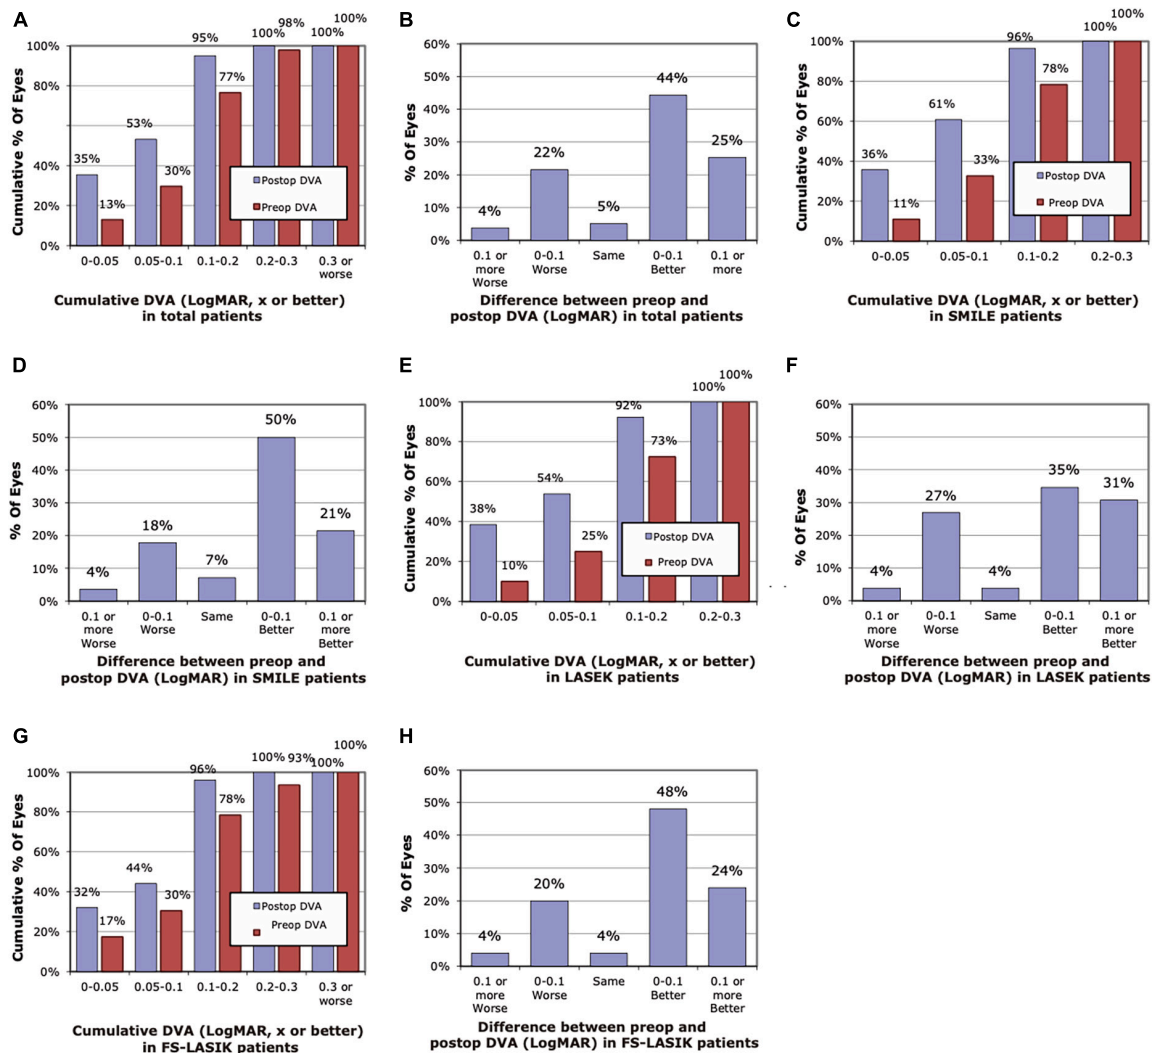 A
100%
80%
60%
40%
20%
0%
Cumulative % Of Eyes
35%
13%
53%
30%
95%
77%
100%
98%
100%
100%
Postop DVA
Preop DVA
0-0.05 0.05-0.1 0.1-0.2 0.2-0.3 0.3 or
worse
Cumulative DVA (LogMAR, x or better)
in total patients
B
60%
50%
40%
30%
20%
10%
0%
% Of Eyes
4%
22%
5%
44%
25%
0.1 or 0-0.1 Same 0-0.1 0.1 or more
more Worse Better
Worse
Difference between preop and
postop DVA (LogMAR) in total patients
C
100%
80%
60%
40%
20%
0%
Cumulative % Of Eyes
36%
11%
61%
33%
96%
78%
100%
100%
Postop DVA
Preop DVA
0-0.05 0.05-0.1 0.1-0.2 0.2-0.3
Cumulative DVA (LogMAR, x or better)
in SMILE patients
D
60%
50%
40%
30%
20%
10%
0%
% Of Eyes
4%
18%
7%
50%
21%
0.1 or 0-0.1 Same 0-0.1 0.1 or
more Worse Better more
Worse Better
Difference between preop and
postop DVA (LogMAR) in SMILE patients
E
100%
80%
60%
40%
20%
0%
Cumulative % Of Eyes
38%
10%
54%
25%
92%
73%
100%
100%
Postop DVA
Preop DVA
0-0.05 0.05-0.1 0.1-0.2 0.2-0.3
Cumulative DVA (LogMAR, x or better)
in LASEK patients
F
60%
50%
40%
30%
20%
10%
0%
% Of Eyes
4%
27%
4%
35%
31%
0.1 or 0-0.1 Same 0-0.1 0.1 or
more Worse Better more
Worse Better
Difference between preop and
postop DVA (LogMAR) in LASEK patients
G
100%
80%
60%
40%
20%
0%
Cumulative % Of Eyes
32%
17%
44%
30%
96%
78%
100%
93%
100%
100%
Postop DVA
Preop DVA
0-0.05 0.05-0.1 0.1-0.2 0.2-0.3 0.3 or
worse
Cumulative DVA (LogMAR, x or better)
in FS-LASIK patients
H
60%
50%
40%
30%
20%
10%
0%
% Of Eyes
4%
20%
4%
48%
24%
0.1 or 0-0.1 Same 0-0.1 0.1 or
more Worse Better more
Worse Better
Difference between preop and
postop DVA (LogMAR) in FS-LASIK patients